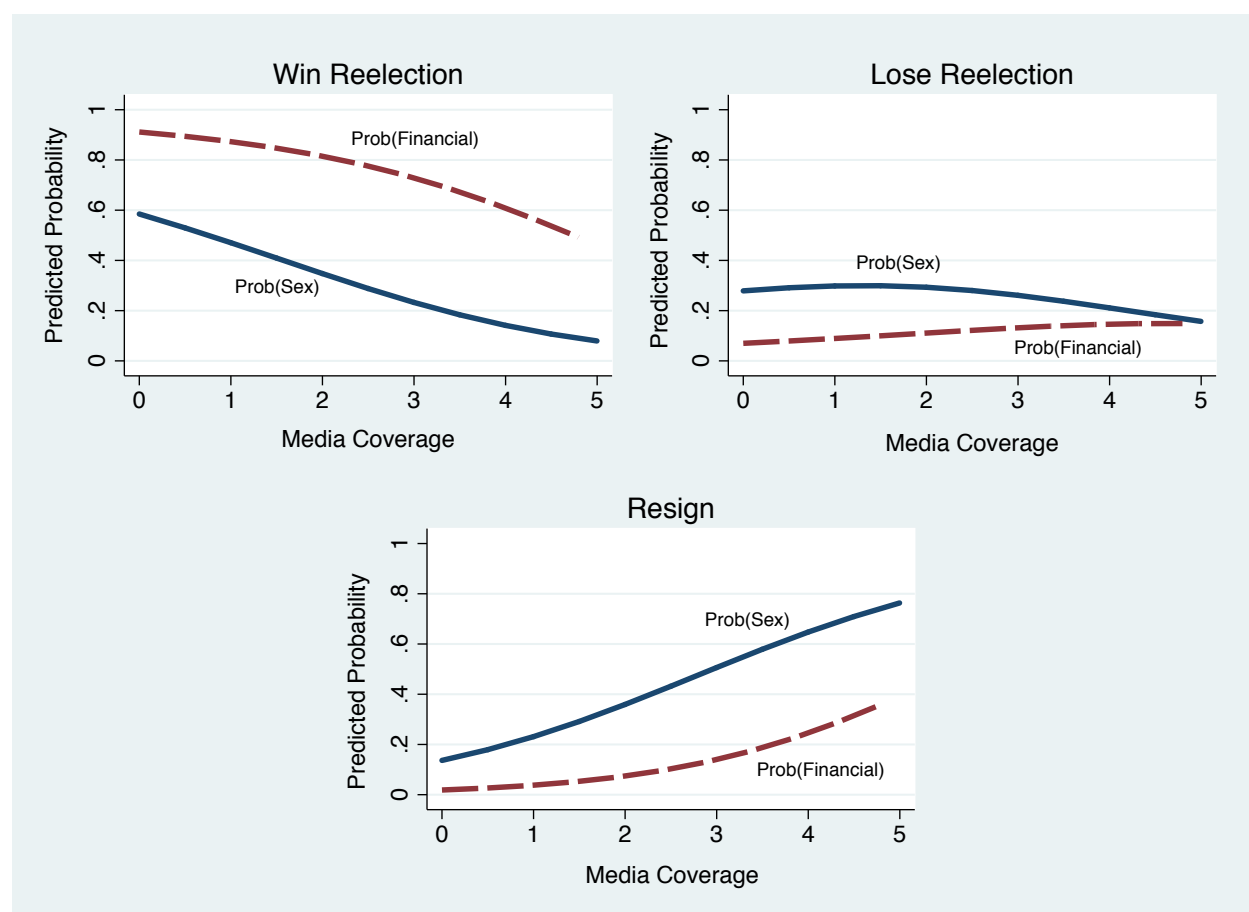 Win Reelection
Predicted Probability
1
.8
.6
.4
.2
0
Prob(Financial)
Prob(Sex)
0 1 2 3 4 5
Media Coverage
Lose Reelection
Predicted Probability
1
.8
.6
.4
.2
0
Prob(Sex)
Prob(Financial)
0 1 2 3 4 5
Media Coverage
Resign
Predicted Probability
1
.8
.6
.4
.2
0
Prob(Sex)
Prob(Financial)
0 1 2 3 4 5
Media Coverage